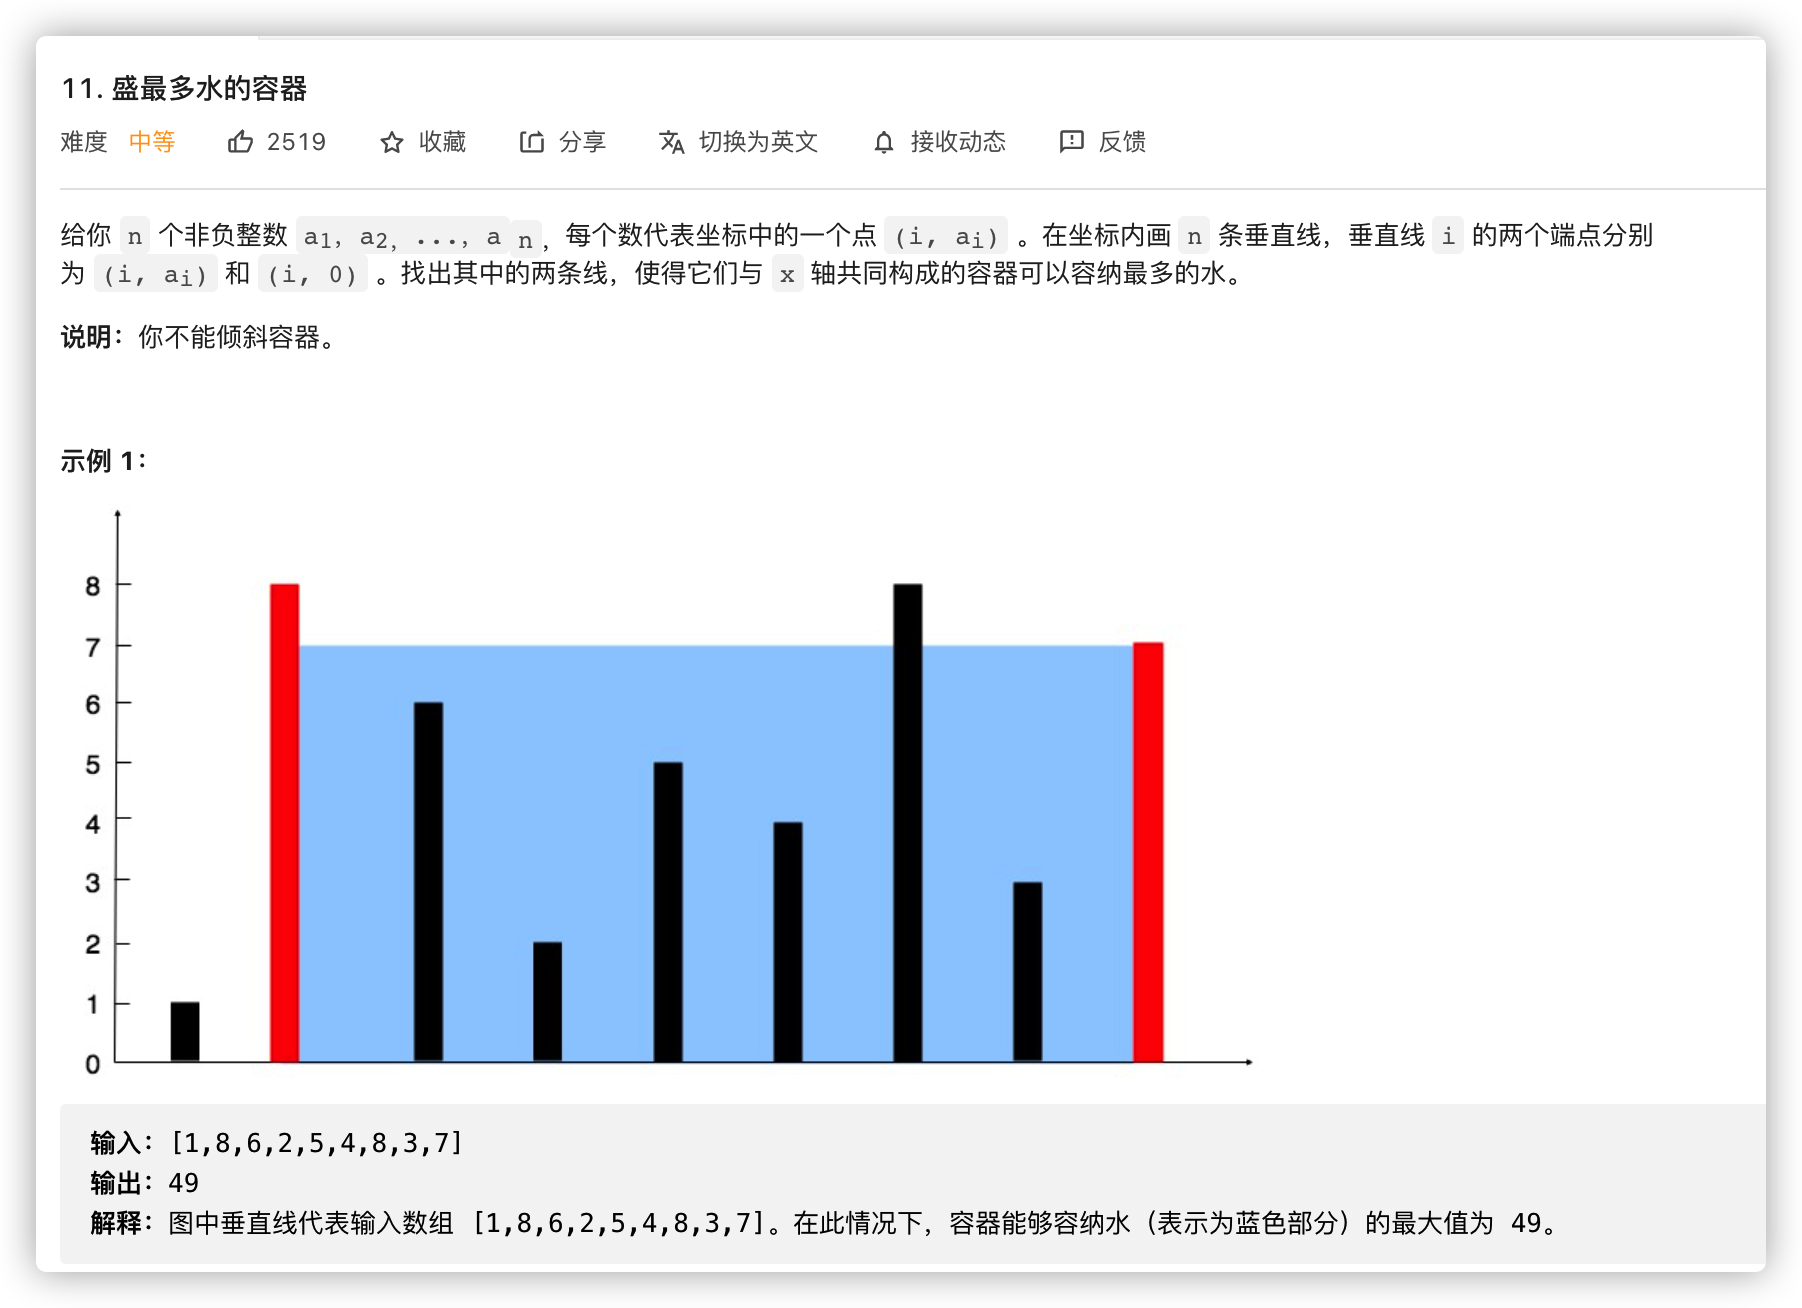 11. 盛最多水的容器
难度 中等 2519 收藏 分享 切换为英文 接收动态 反馈
给你 n 个非负整数 a1, a2, ..., a n, 每个数代表坐标中的一个点 (i, ai) 。在坐标内画 n 条垂直线，垂直线 i 的两个端点分别
为 (i, ai) 和 (i, 0) 。找出其中的两条线，使得它们与 x 轴共同构成的容器可以容纳最多的水。
说明：你不能倾斜容器。
示例 1：
8
7
6
5
4
3
2
1
0
输入：[1,8,6,2,5,4,8,3,7]
输出：49
解释：图中垂直线代表输入数组 [1,8,6,2,5,4,8,3,7]。在此情况下，容器能够容纳水（表示为蓝色部分）的最大值为 49。